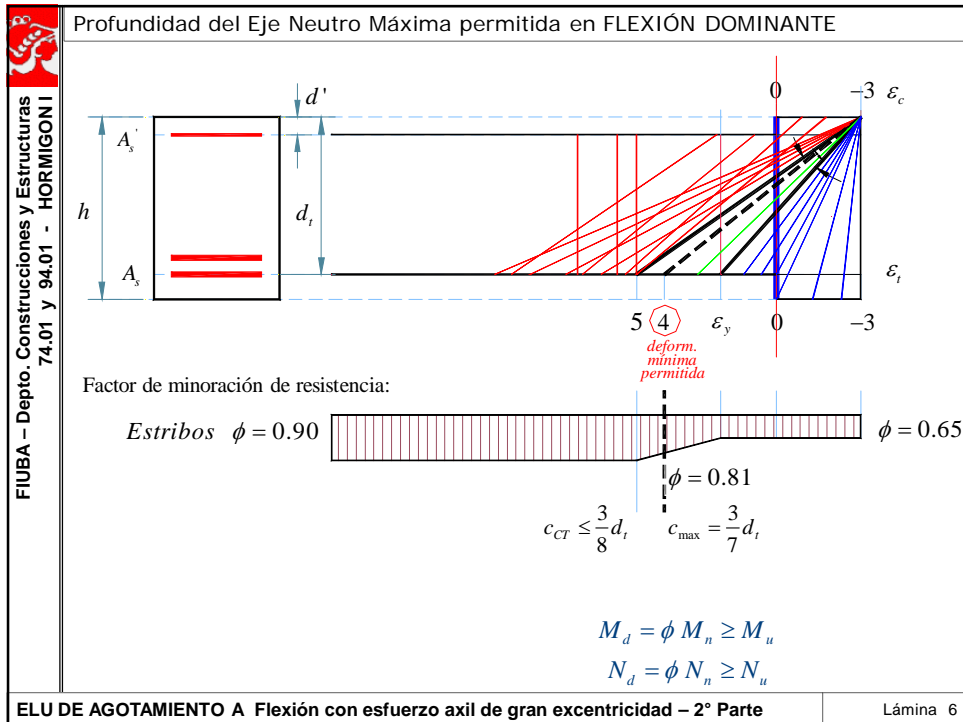 Profundidad del Eje Neutro Máxima permitida en FLEXIÓN DOMINANTE
FIUBA – Depto. Construcciones y Estructuras
74.01 y 94.01 - HORMIGON I
d'
0 –3 ε_c
A_s'
h
d_t
A_s
ε_t
5 4 ε_y 0 –3
deform.
mínima
permitida
Factor de minoración de resistencia:
Estribos ϕ = 0.90
ϕ = 0.65
ϕ = 0.81
c_CT ≤ 3/8 d_t c_max = 3/7 d_t
M_d = ϕ M_n ≥ M_u
N_d = ϕ N_n ≥ N_u
ELU DE AGOTAMIENTO A Flexión con esfuerzo axil de gran excentricidad – 2° Parte
Lámina 6